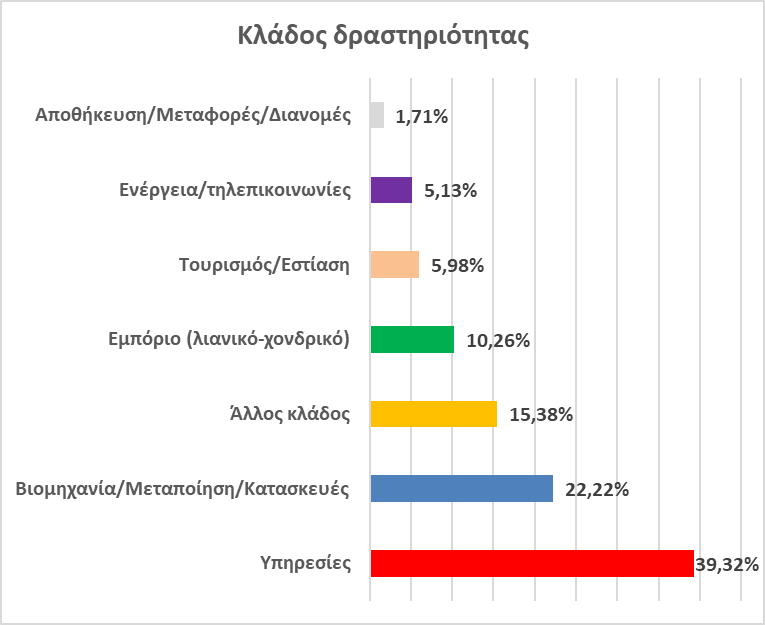 Κλάδος δραστηριότητας
Αποθήκευση/Μεταφορές/Διανομές 1,71%
Ενέργεια/τηλεπικοινωνίες 5,13%
Τουρισμός/Εστίαση 5,98%
Εμπόριο (λιανικό-χονδρικό) 10,26%
Άλλος κλάδος 15,38%
Βιομηχανία/Μεταποίηση/Κατασκευές 22,22%
Υπηρεσίες 39,32%